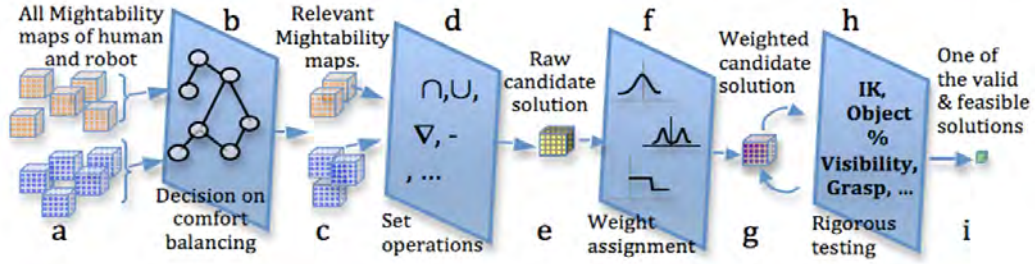 All Mightability
maps of human
and robot
a
b
Decision on
comfort
balancing
Relevant
Mightability
maps.
c
d
∩,∪,
∇, -
, ...
Set
operations
Raw
candidate
solution
e
f
Weight
assignment
Weighted
candidate
solution
g
h
IK,
Object
%
Visibility,
Grasp, ...
Rigorous
testing
One of
the valid
& feasible
solutions
i